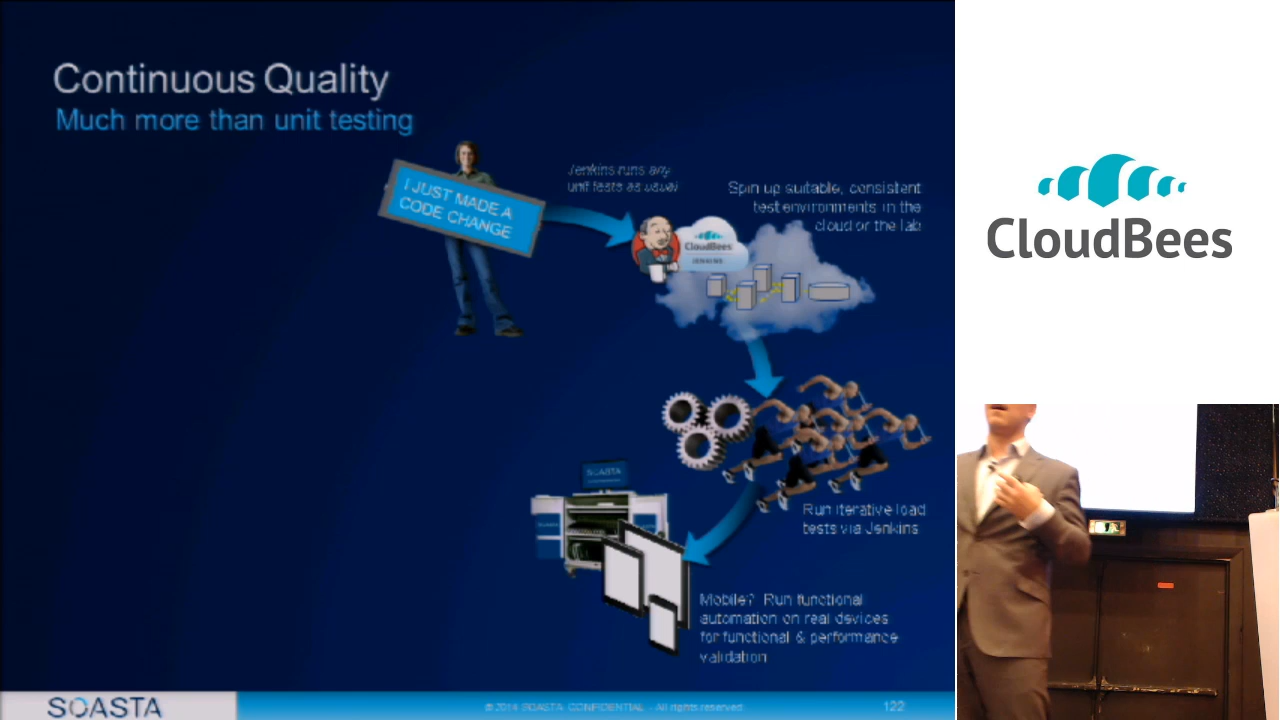 Continuous Quality
Much more than unit testing
I JUST MADE A
CODE CHANGE
Jenkins runs any
unit tests as usual
Spin up suitable, consistent
test environments in the
cloud or the lab
CloudBees
JENKINS
Run iterative load
tests via Jenkins
SOASTA
Mobile? Run functional
automation on real devices
for functional & performance
validation
SOASTA
© 2014 SOASTA CONFIDENTIAL - All rights reserved
122
CloudBees